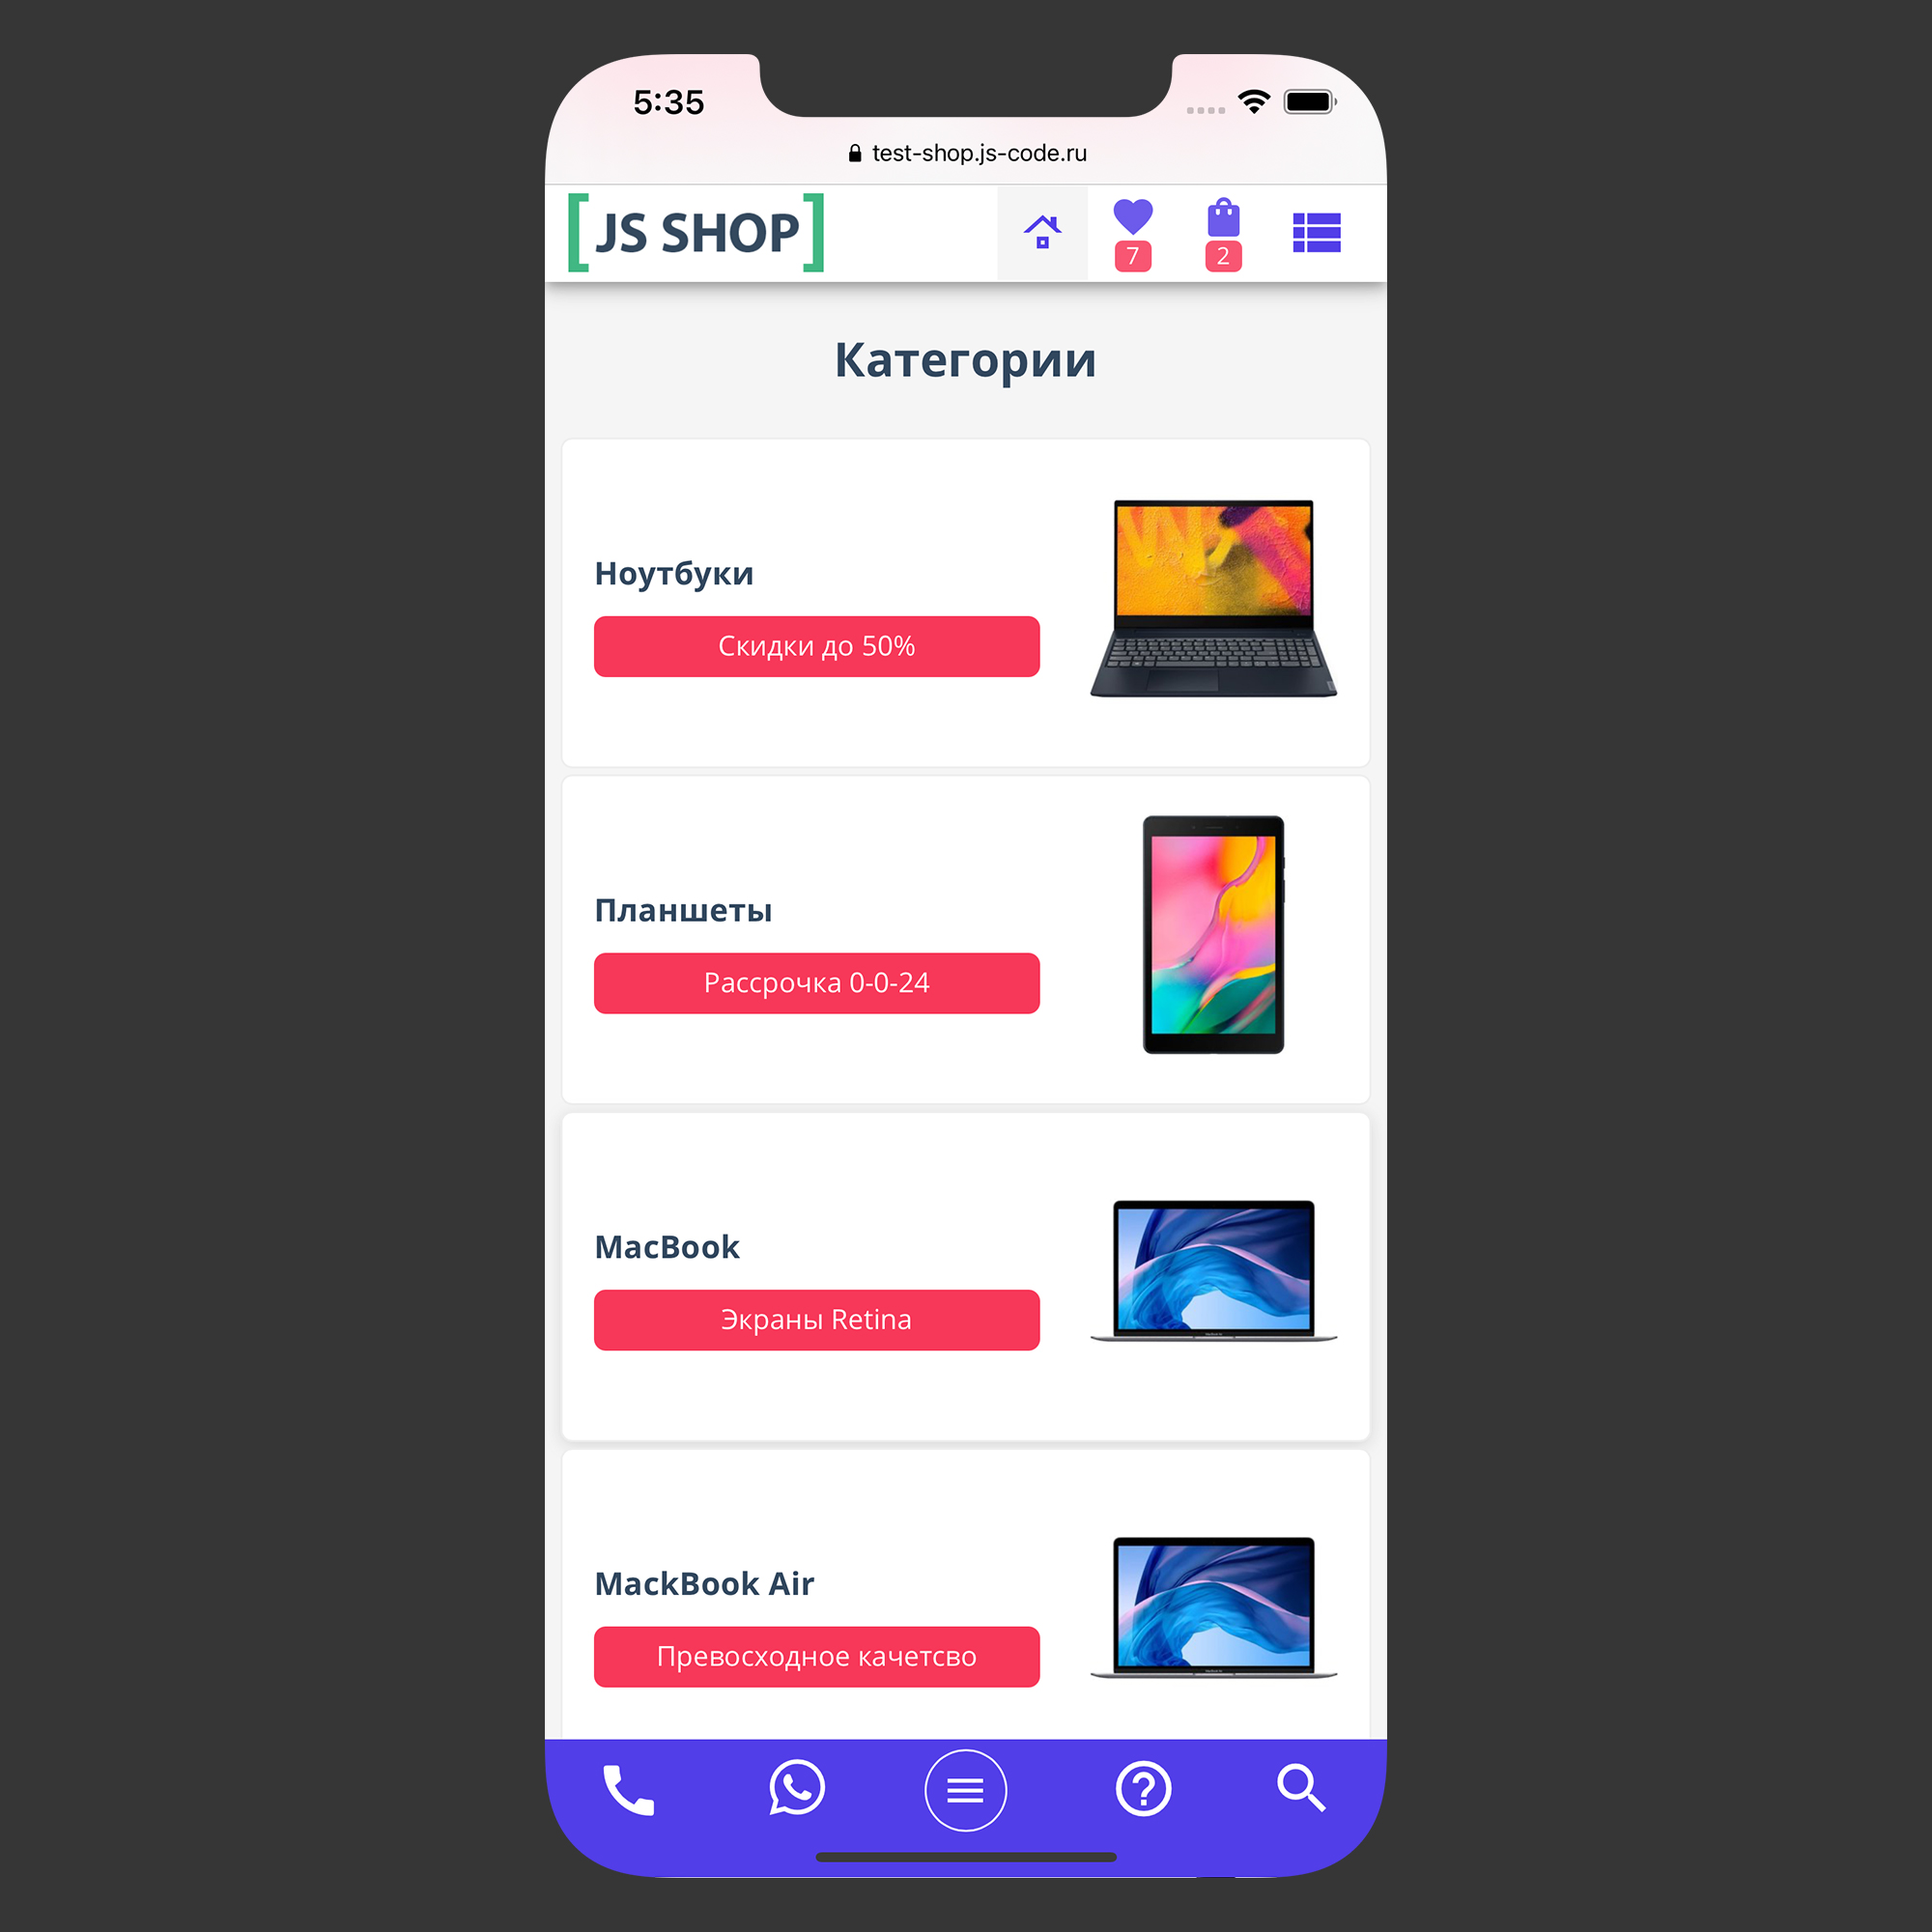 5:35
test-shop.js-code.ru
[JS SHOP]
7
2
Категории
Ноутбуки
Скидки до 50%
Планшеты
Рассрочка 0-0-24
MacBook
Экраны Retina
MackBook Air
Превосходное качетсво